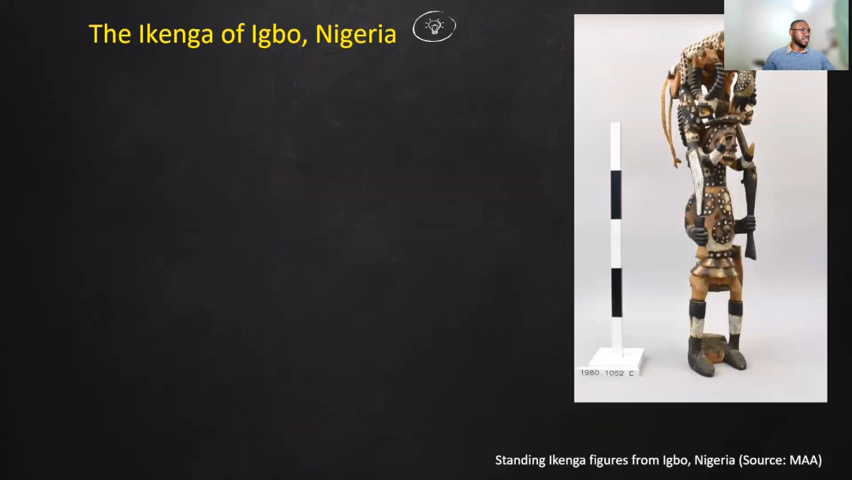 The Ikenga of Igbo, Nigeria
1980 1052 C
Standing Ikenga figures from Igbo, Nigeria (Source: MAA)